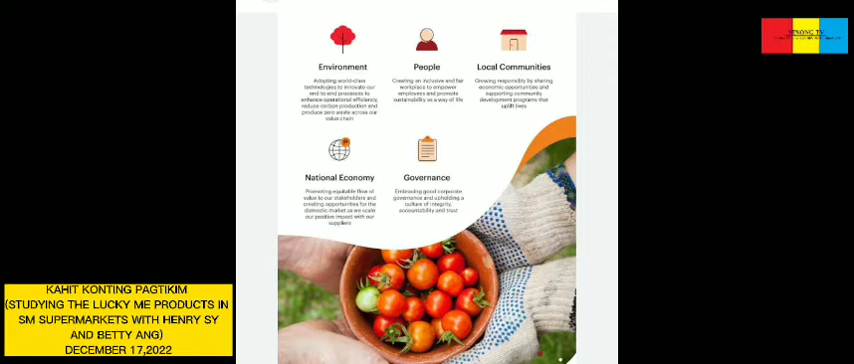 Environment
Adopting world-class
technologies to innovate our
end to end processes to
enhance operational efficiency,
reduce carbon production and
produce zero waste across our
value chain
People
Creating an inclusive and fair
workplace to empower
employees and promote
sustainability as a way of life
Local Communities
Growing responsibly by sharing
economic opportunities and
supporting community
development programs that
uplift lives
National Economy
Promoting equitable flow of
value to our stakeholders and
creating opportunities for the
domestic market as we scale
our positive impact with our
suppliers
Governance
Embracing good corporate
governance and upholding a
culture of integrity,
accountability and trust
KAHIT KONTING PAGTIKIM
(STUDYING THE LUCKY ME PRODUCTS IN
SM SUPERMARKETS WITH HENRY SY
AND BETTY ANG)
DECEMBER 17,2022